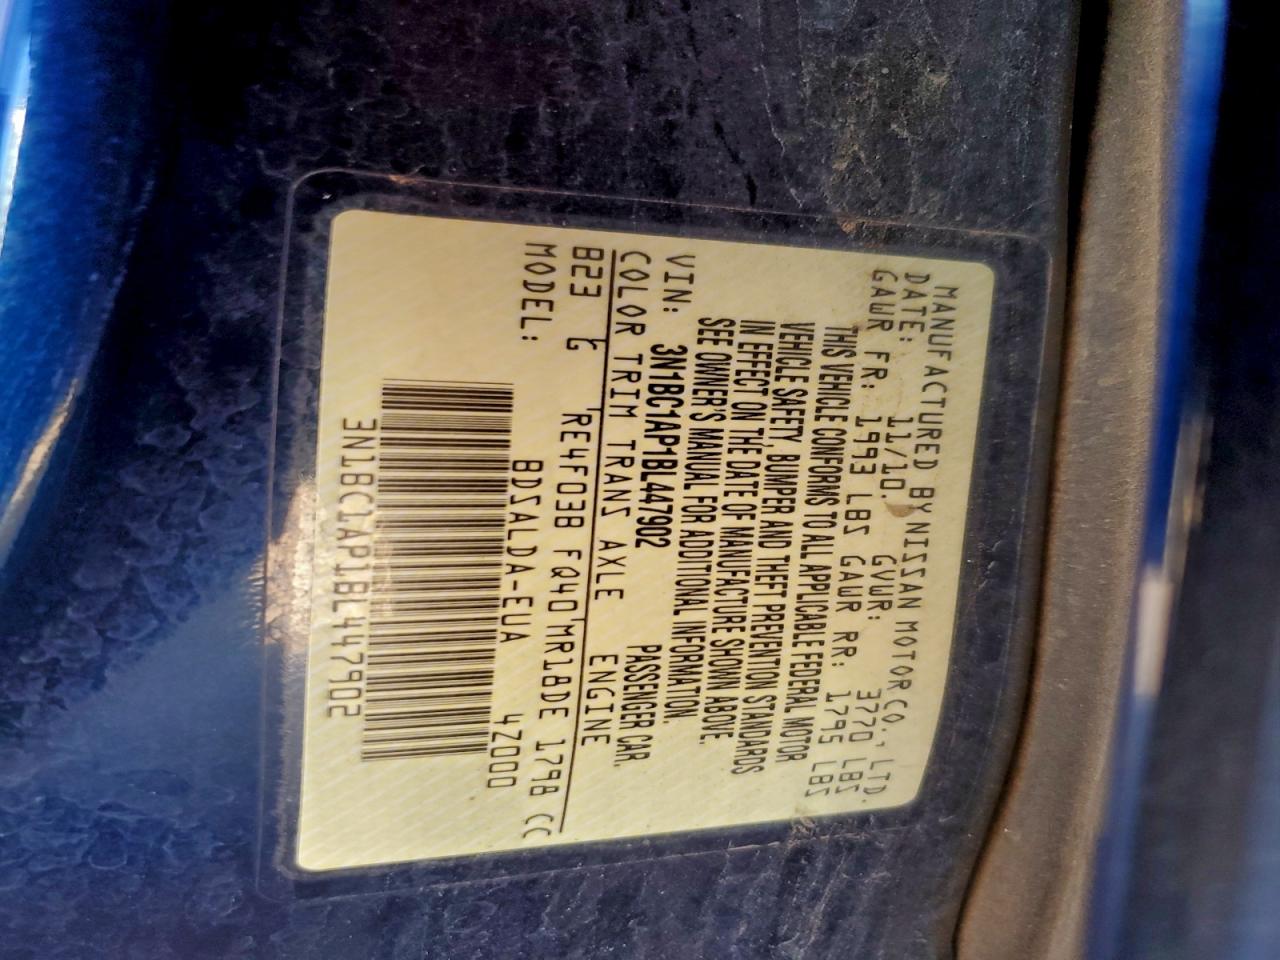 MANUFACTURED BY NISSAN MOTOR CO., LTD.
DATE: 11/10. GVWR: 3770 LBS
GAWR FR: 1993 LBS GAWR RR: 1795 LBS
THIS VEHICLE CONFORMS TO ALL APPLICABLE FEDERAL MOTOR
VEHICLE SAFETY, BUMPER AND THEFT PREVENTION STANDARDS
IN EFFECT ON THE DATE OF MANUFACTURE SHOWN ABOVE.
SEE OWNER'S MANUAL FOR ADDITIONAL INFORMATION.
VIN: 3N1BC1AP1BL447902 PASSENGER CAR.
COLOR TRIM TRANS AXLE ENGINE
B23 G RE4F03B FQ40 MR18DE 1798 CC
MODEL: BDSALDA-EUA 4Z000
3N1BC1AP1BL447902